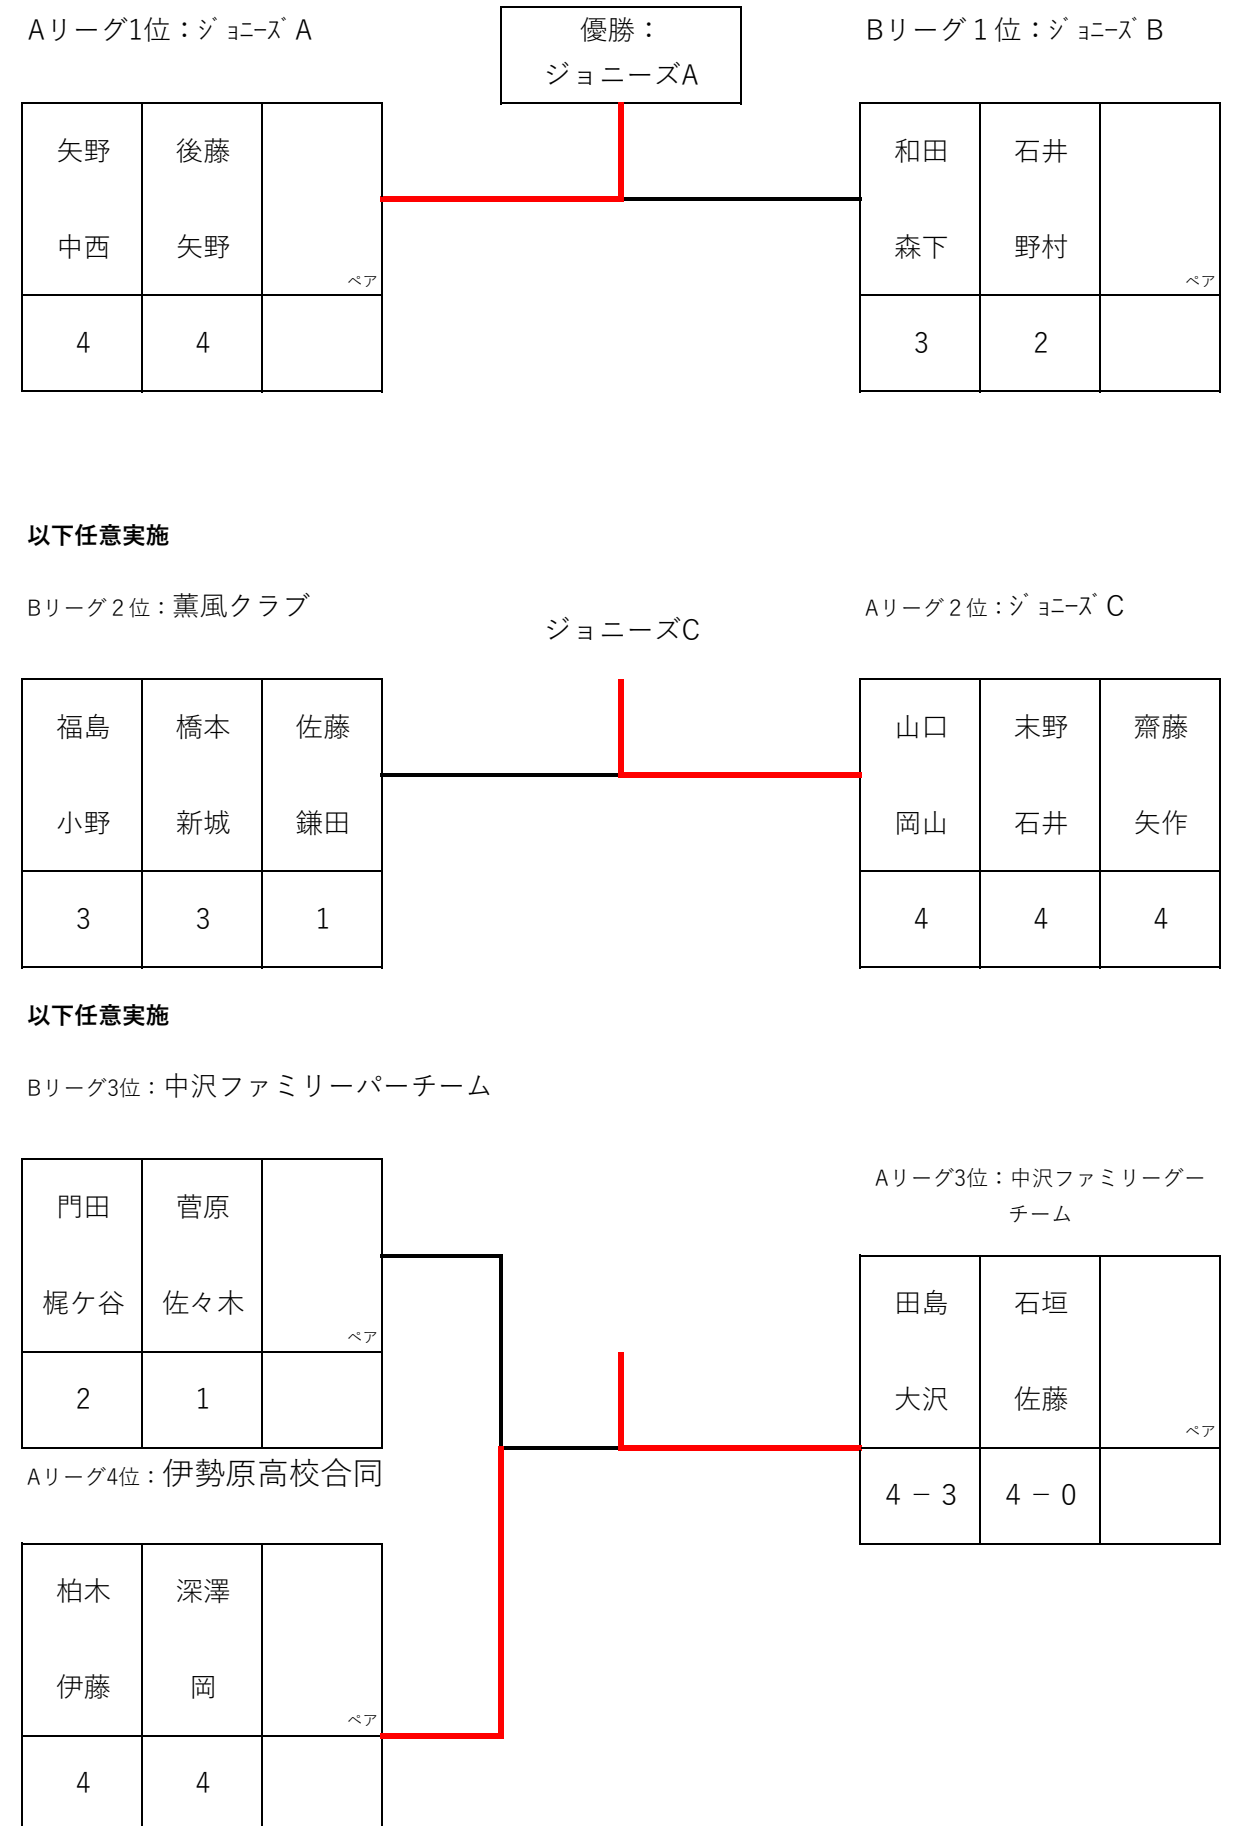 Aリーグ1位：ｼﾞｮﾆｰｽﾞA
優勝：
ジョニーズA
Bリーグ１位：ｼﾞｮﾆｰｽﾞB
矢野 後藤
中西 矢野
ペア
4 4
和田 石井
森下 野村
ペア
3 2
以下任意実施
Bリーグ２位：薫風クラブ
ジョニーズC
Aリーグ２位：ｼﾞｮﾆｰｽﾞC
福島 橋本 佐藤
小野 新城 鎌田
3 3 1
山口 末野 齋藤
岡山 石井 矢作
4 4 4
以下任意実施
Bリーグ3位：中沢ファミリーパーチーム
門田 菅原
梶ケ谷 佐々木
ペア
2 1
Aリーグ3位：中沢ファミリーグー
チーム
田島 石垣
大沢 佐藤
ペア
4－3 4－0
Aリーグ4位：伊勢原高校合同
柏木 深澤
伊藤 岡
ペア
4 4